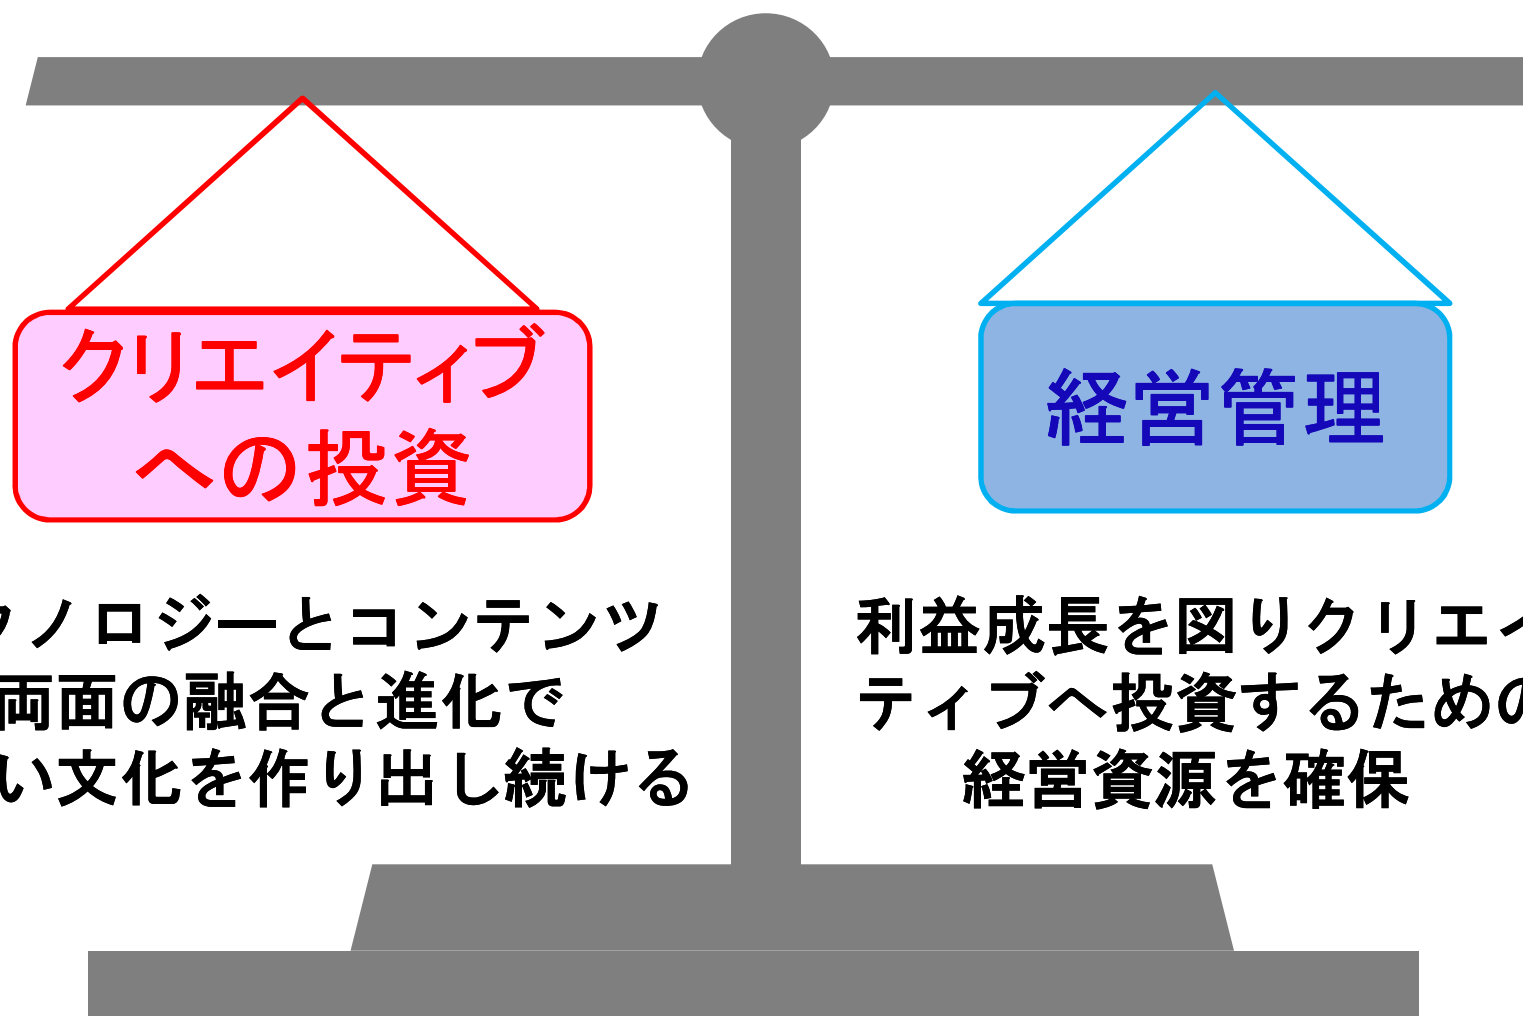 クリエイティブ
への投資
経営管理
クノロジーとコンテンツ
両面の融合と進化で
い文化を作り出し続ける
利益成長を図りクリエイ
ティブへ投資するための
経営資源を確保